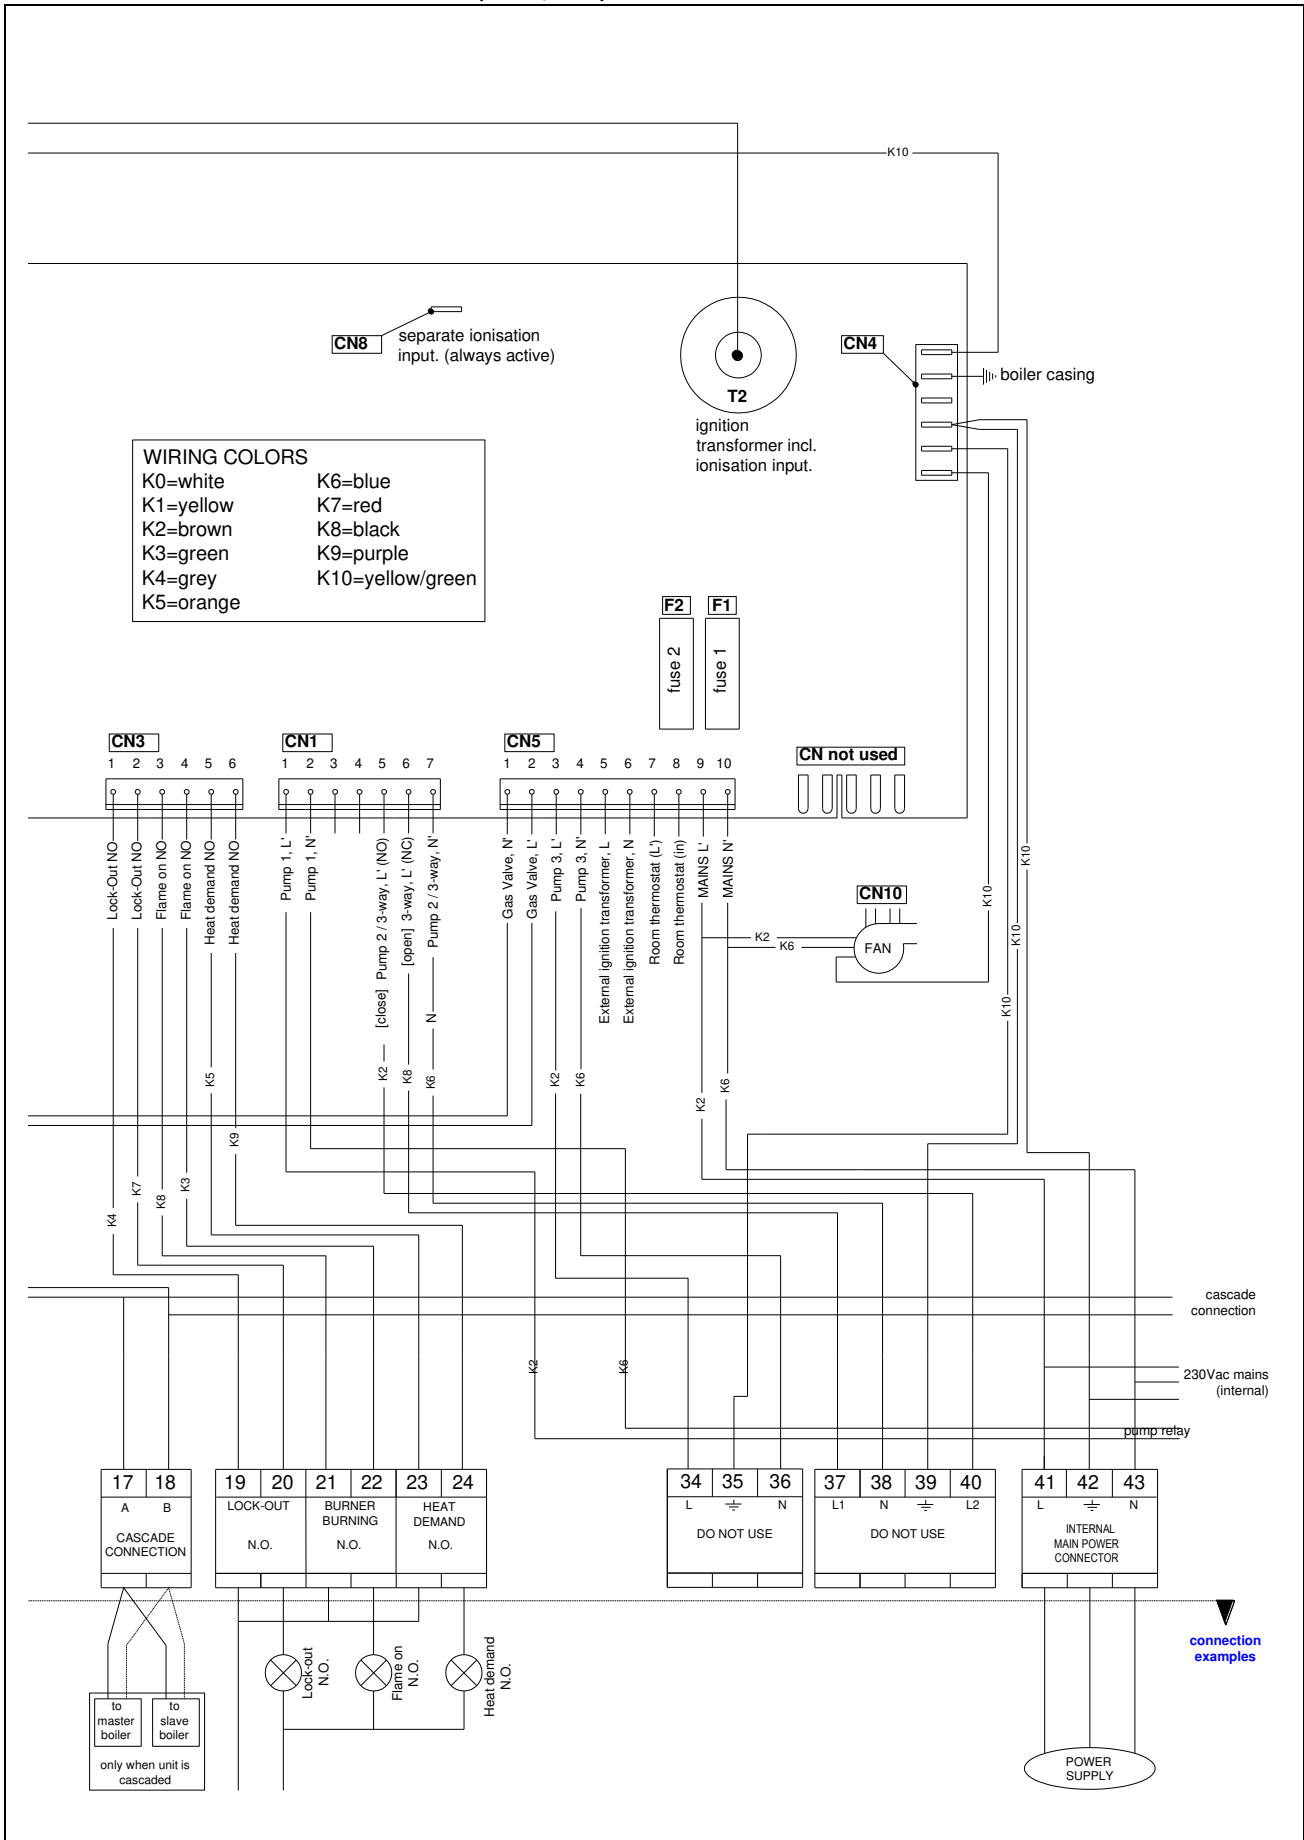 K10
CN8
separate ionisation
input. (always active)
CN4
boiler casing
T2
ignition
transformer incl.
ionisation input.
WIRING COLORS
K0=white
K6=blue
K1=yellow
K7=red
K2=brown
K8=black
K3=green
K9=purple
K4=grey
K10=yellow/green
K5=orange
F2
F1
fuse 2
fuse 1
CN3
CN1
CN5
CN not used
1 2 3 4 5 6
1 2 3 4 5 6 7
1 2 3 4 5 6 7 8 9 10
Lock-Out NO
Lock-Out NO
Flame on NO
Flame on NO
Heat demand NO
Heat demand NO
Pump 1, L'
Pump 1, N'
[close] Pump 2 / 3-way, L' (NO)
[open] 3-way, L' (NC)
Pump 2 / 3-way, N'
N
Gas Valve, N'
Gas Valve, L'
Pump 3, L'
Pump 3, N'
External ignition transformer, L
External ignition transformer, N
Room thermostat (L')
Room thermostat (in)
MAINS L'
MAINS N'
CN10
FAN
K2
K6
K10
K10
K10
K10
K5
K2
K8
K6
K2
K6
K2
K6
K9
K7
K3
K8
K4
cascade
connection
K2
K6
230Vac mains
(internal)
pump relay
17 18
A B
CASCADE
CONNECTION
19 20 21 22 23 24
LOCK-OUT
N.O.
BURNER
BURNING
N.O.
HEAT
DEMAND
N.O.
34 35 36
L N
DO NOT USE
37 38 39 40
L1 N L2
DO NOT USE
41 42 43
L N
INTERNAL
MAIN POWER
CONNECTOR
connection
examples
Lock-out
N.O.
Flame on
N.O.
Heat demand
N.O.
to
master
boiler
to
slave
boiler
only when unit is
cascaded
POWER
SUPPLY